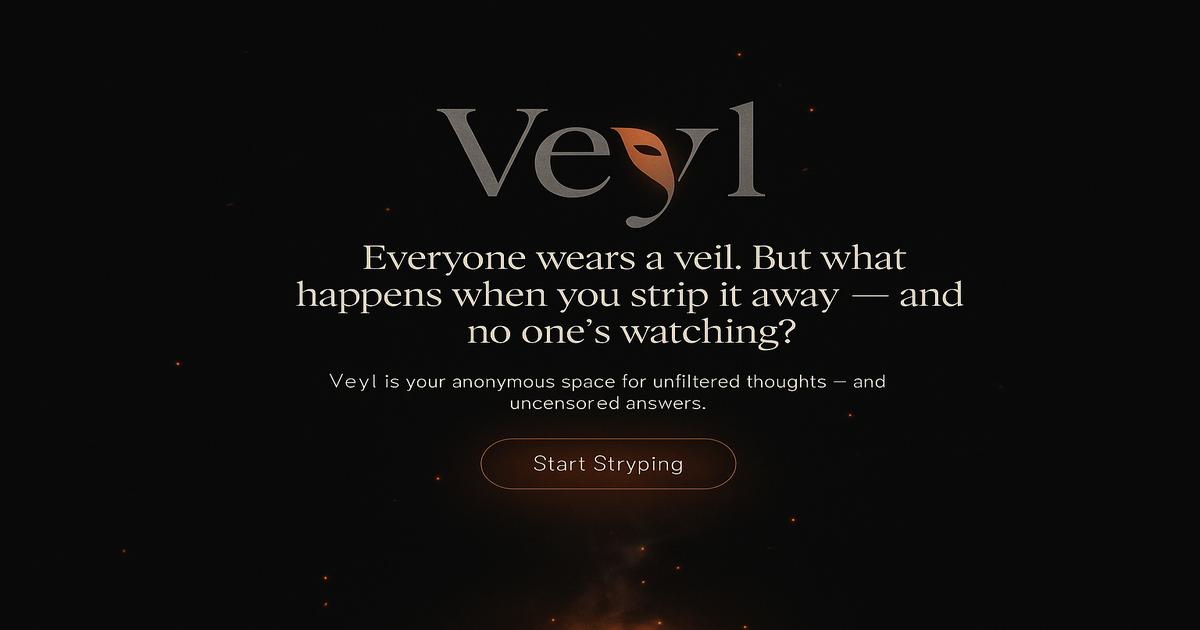 Veyl
Everyone wears a veil. But what
happens when you strip it away — and
no one’s watching?
Veyl is your anonymous space for unfiltered thoughts — and
uncensored answers.
Start Stryping